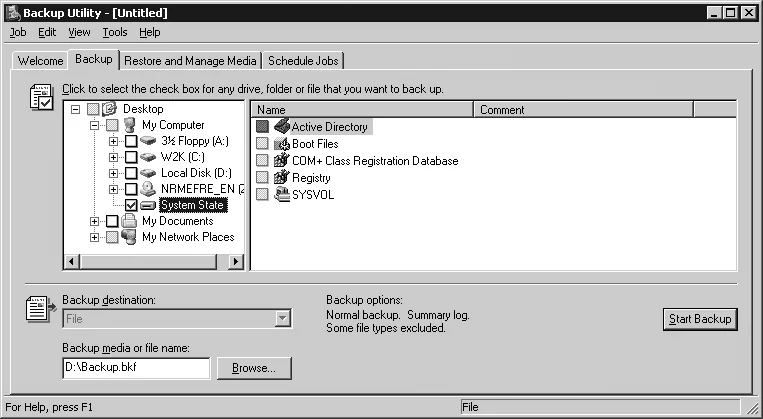 Backup Utility - [Untitled]
Job Edit View Tools Help
Welcome Backup Restore and Manage Media Schedule Jobs
Click to select the check box for any drive, folder or file that you want to back up.
Desktop
My Computer
3½ Floppy (A:)
W2K (C:)
Local Disk (D:)
NRMEFRE_EN (
System State
My Documents
My Network Places
Name Comment
Active Directory
Boot Files
COM+ Class Registration Database
Registry
SYSVOL
Backup destination:
File
Backup media or file name:
D:\Backup.bkf
Browse...
Backup options:
Normal backup. Summary log.
Some file types excluded.
Start Backup
For Help, press F1
File